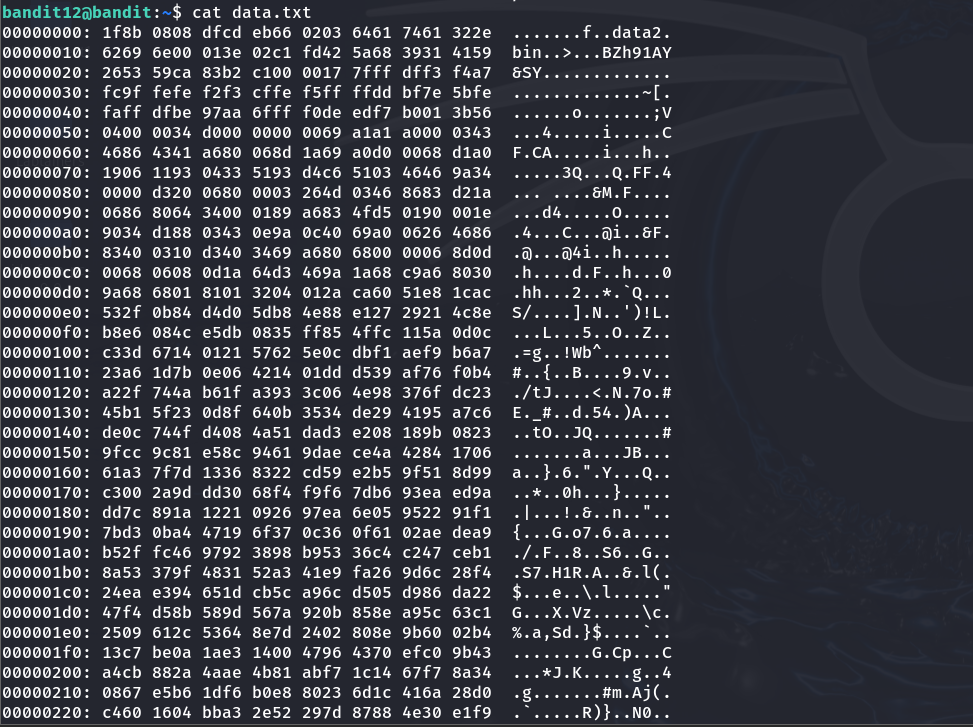 bandit12@bandit:~$ cat data.txt
00000000: 1f8b 0808 dfcd eb66 0203 6461 7461 322e  .......f..data2.
00000010: 6269 6e00 013e 02c1 fd42 5a68 3931 4159  bin..>...BZh91AY
00000020: 2653 59ca 83b2 c100 0017 7fff dff3 f4a7  &SY.............
00000030: fc9f fefe f2f3 cffe f5ff ffdd bf7e 5bfe  .............~[.
00000040: faff dfbe 97aa 6fff f0de edf7 b001 3b56  ......o.......;V
00000050: 0400 0034 d000 0000 0069 a1a1 a000 0343  ...4.....i.....C
00000060: 4686 4341 a680 068d 1a69 a0d0 0068 d1a0  F.CA.....i...h..
00000070: 1906 1193 0433 5193 d4c6 5103 4646 9a34  .....3Q...Q.FF.4
00000080: 0000 d320 0680 0003 264d 0346 8683 d21a  ... ....&M.F....
00000090: 0686 8064 3400 0189 a683 4fd5 0190 001e  ...d4.....O.....
000000a0: 9034 d188 0343 0e9a 0c40 69a0 0626 4686  .4...C...@i..&F.
000000b0: 8340 0310 d340 3469 a680 6800 0006 8d0d  .@...@4i..h.....
000000c0: 0068 0608 0d1a 64d3 469a 1a68 c9a6 8030  .h....d.F..h...0
000000d0: 9a68 6801 8101 3204 012a ca60 51e8 1cac  .hh...2..*.`Q...
000000e0: 532f 0b84 d4d0 5db8 4e88 e127 2921 4c8e  S/....].N..')!L.
000000f0: b8e6 084c e5db 0835 ff85 4ffc 115a 0d0c  ...L...5..O..Z..
00000100: c33d 6714 0121 5762 5e0c dbf1 aef9 b6a7  .=g..!Wb^.......
00000110: 23a6 1d7b 0e06 4214 01dd d539 af76 f0b4  #..{..B....9.v..
00000120: a22f 744a b61f a393 3c06 4e98 376f dc23  ./tJ....<.N.7o.#
00000130: 45b1 5f23 0d8f 640b 3534 de29 4195 a7c6  E._#..d.54.)A...
00000140: de0c 744f d408 4a51 dad3 e208 189b 0823  ..tO..JQ.......#
00000150: 9fcc 9c81 e58c 9461 9dae ce4a 4284 1706  .......a...JB...
00000160: 61a3 7f7d 1336 8322 cd59 e2b5 9f51 8d99  a..}.6.".Y...Q..
00000170: c300 2a9d dd30 68f4 f9f6 7db6 93ea ed9a  ..*..0h...}.....
00000180: dd7c 891a 1221 0926 97ea 6e05 9522 91f1  .|...!.&..n.."..
00000190: 7bd3 0ba4 4719 6f37 0c36 0f61 02ae dea9  {...G.o7.6.a....
000001a0: b52f fc46 9792 3898 b953 36c4 c247 ceb1  ./.F..8..S6..G..
000001b0: 8a53 379f 4831 52a3 41e9 fa26 9d6c 28f4  .S7.H1R.A..&.l(.
000001c0: 24ea e394 651d cb5c a96c d505 d986 da22  $...e..\.l....."
000001d0: 47f4 d58b 589d 567a 920b 858e a95c 63c1  G...X.Vz.....\c.
000001e0: 2509 612c 5364 8e7d 2402 808e 9b60 02b4  %.a,Sd.}$....`..
000001f0: 13c7 be0a 1ae3 1400 4796 4370 efc0 9b43  ........G.Cp...C
00000200: a4cb 882a 4aae 4b81 abf7 1c14 67f7 8a34  ...*J.K.....g..4
00000210: 0867 e5b6 1df6 b0e8 8023 6d1c 416a 28d0  .g.......#m.Aj(.
00000220: c460 1604 bba3 2e52 297d 8788 4e30 e1f9  .`.....R)}..N0..